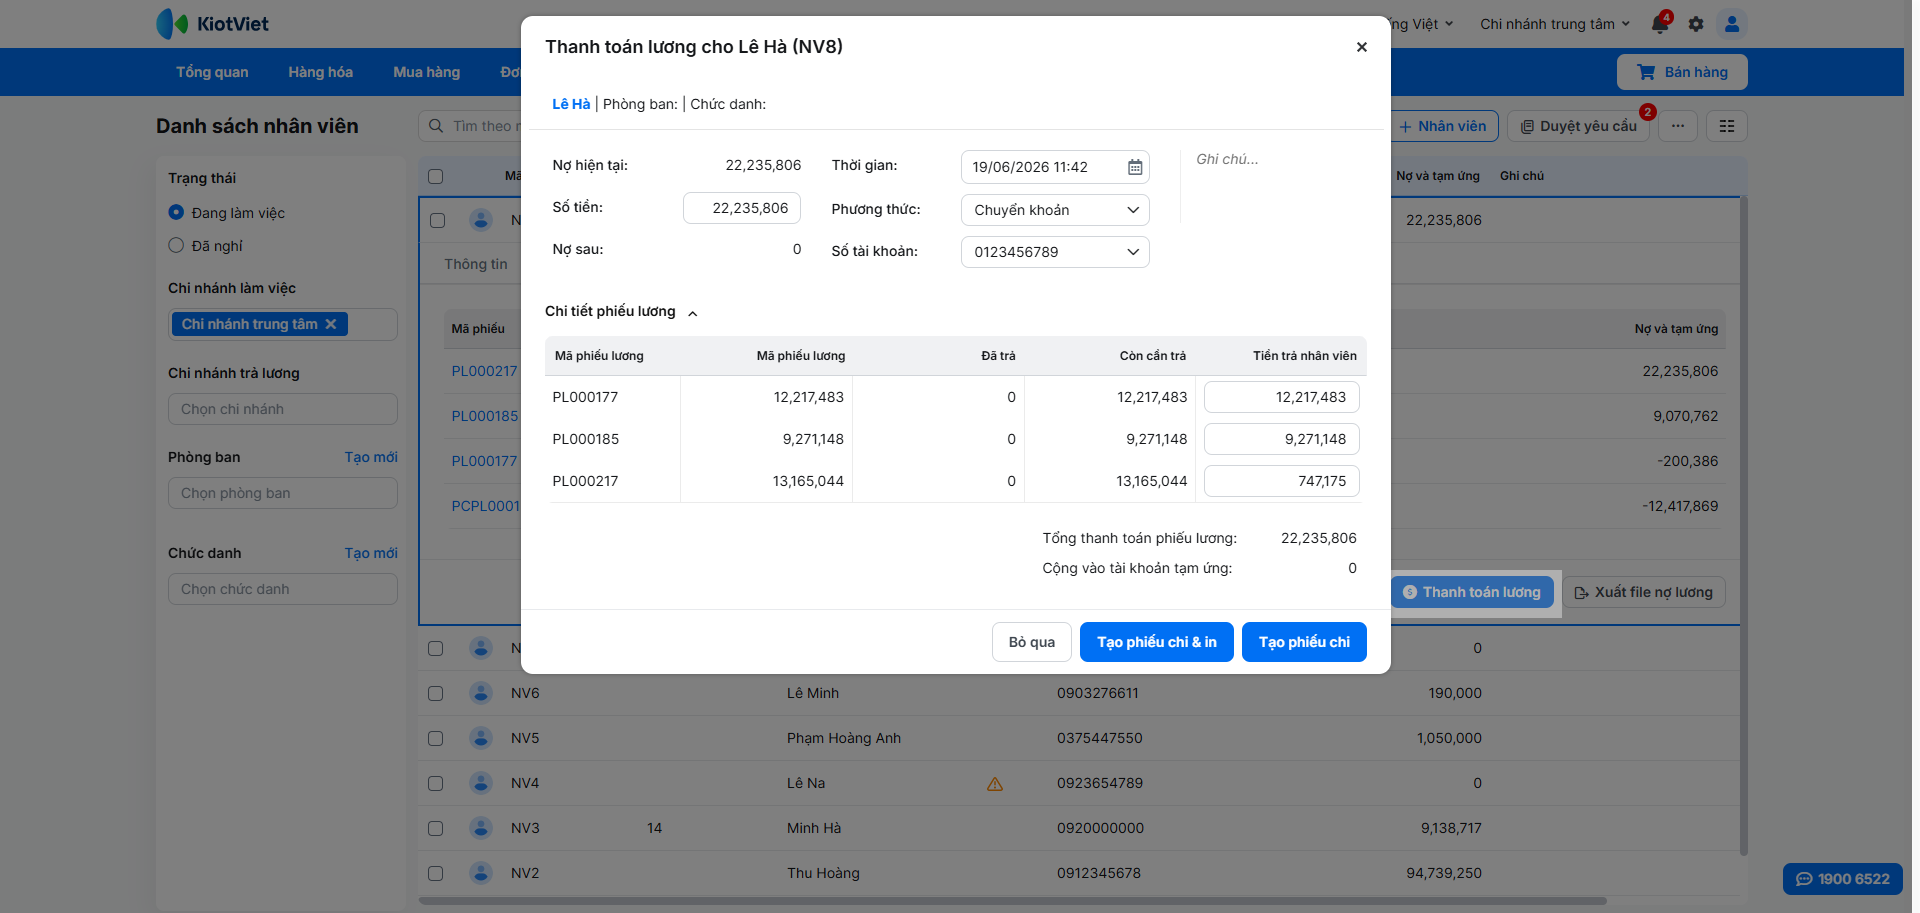 KiotViet
ng Việt
Chi nhánh trung tâm
4
Tổng quan
Hàng hóa
Mua hàng
Bán hàng
Danh sách nhân viên
Tìm theo
Nhân viên
Duyệt yêu cầu
2
Trạng thái
Đang làm việc
Đã nghỉ
Chi nhánh làm việc
Chi nhánh trung tâm
Chi nhánh trả lương
Chọn chi nhánh
Phòng ban
Tạo mới
Chọn phòng ban
Chức danh
Tạo mới
Chọn chức danh
Thanh toán lương cho Lê Hà (NV8)
Lê Hà | Phòng ban: | Chức danh:
Nợ hiện tại: 22,235,806
Thời gian: 19/06/2026 11:42
Ghi chú...
Số tiền: 22,235,806
Phương thức: Chuyển khoản
Nợ sau: 0
Số tài khoản: 0123456789
Chi tiết phiếu lương
Mã phiếu lương Mã phiếu lương Đã trả Còn cần trả Tiền trả nhân viên
PL000177 12,217,483 0 12,217,483 12,217,483
PL000185 9,271,148 0 9,271,148 9,271,148
PL000217 13,165,044 0 13,165,044 747,175
Tổng thanh toán phiếu lương: 22,235,806
Cộng vào tài khoản tạm ứng: 0
Bỏ qua
Tạo phiếu chi & in
Tạo phiếu chi
Nợ và tạm ứng Ghi chú
22,235,806
Thông tin
Mã phiếu Nợ và tạm ứng
PL000217 22,235,806
PL000185 9,070,762
PL000177 -200,386
PCPL0001 -12,417,869
Thanh toán lương
Xuất file nợ lương
0
NV6 Lê Minh 0903276611 190,000
NV5 Phạm Hoàng Anh 0375447550 1,050,000
NV4 Lê Na 0923654789 0
NV3 14 Minh Hà 0920000000 9,138,717
NV2 Thu Hoàng 0912345678 94,739,250
1900 6522